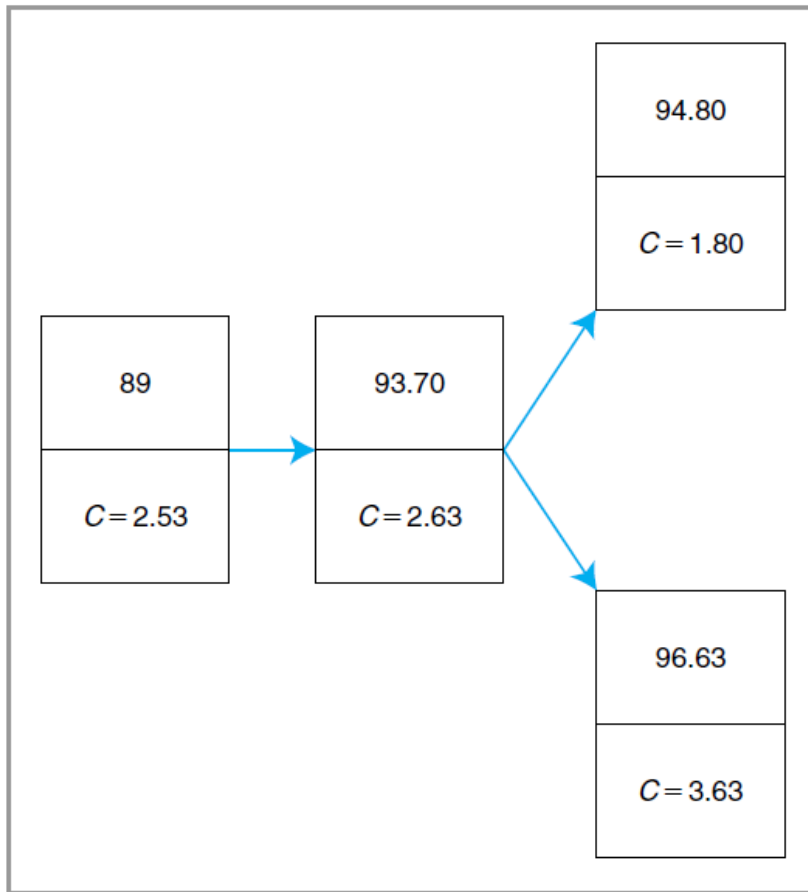 94.80
C = 1.80
89
C = 2.53
93.70
C = 2.63
96.63
C = 3.63